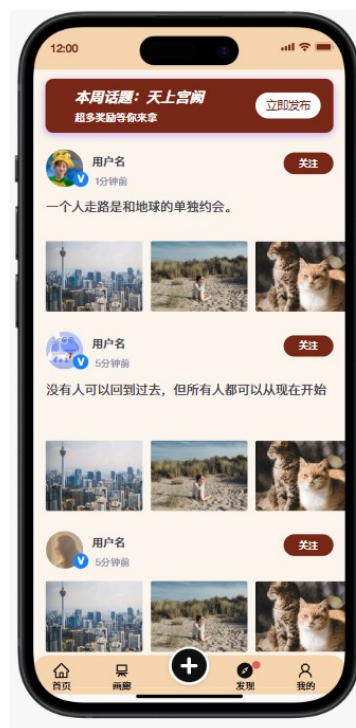 12:00
本周话题：天上宫阙
超多奖励等你来拿
立即发布
用户名
关注
1分钟前
一个人走路是和地球的单独约会。
用户名
关注
5分钟前
没有人可以回到过去，但所有人都可以从现在开始
用户名
关注
5分钟前
首页
画廊
发现
我的